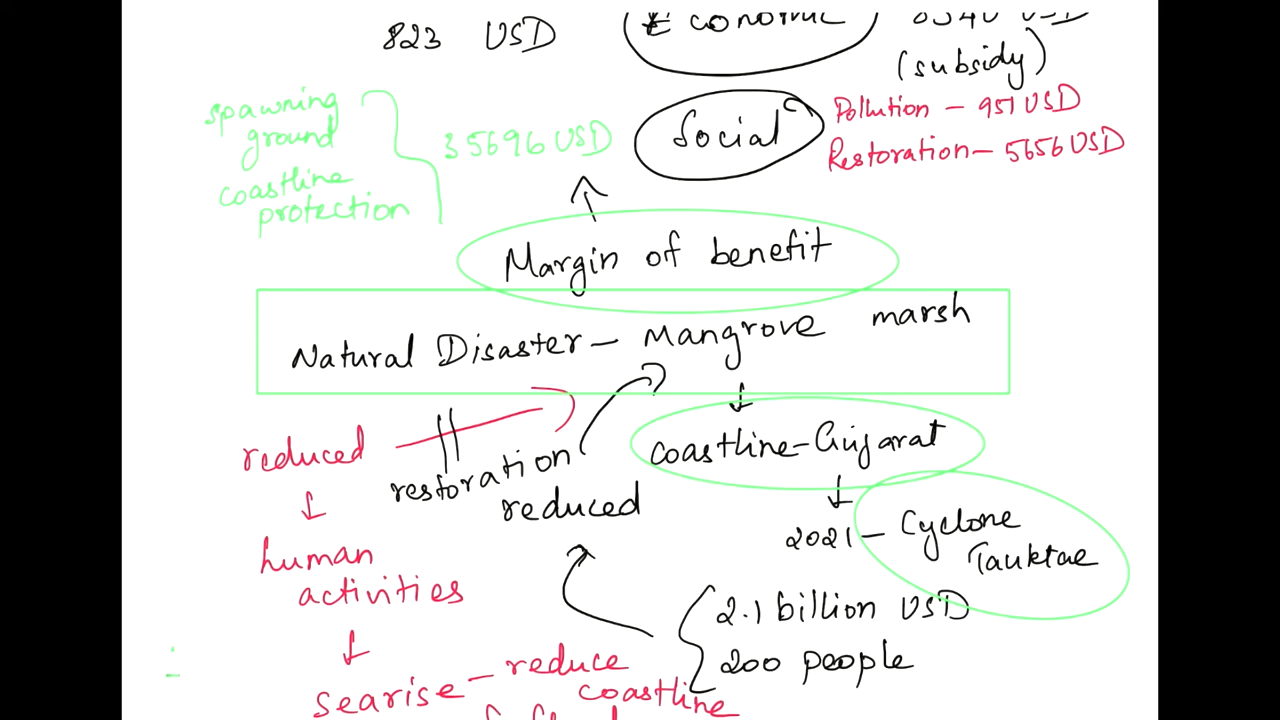 823 USD
Economic
(subsidy)
spawning
ground
coastline
protection
35696 USD
Social
Pollution - 951 USD
Restoration - 5656 USD
Margin of benefit
Natural Disaster - Mangrove marsh
reduced
restoration
reduced
coastline - Gujarat
2021 - Cyclone
Tauktae
human
activities
2.1 billion USD
200 people
searise - reduce
coastline